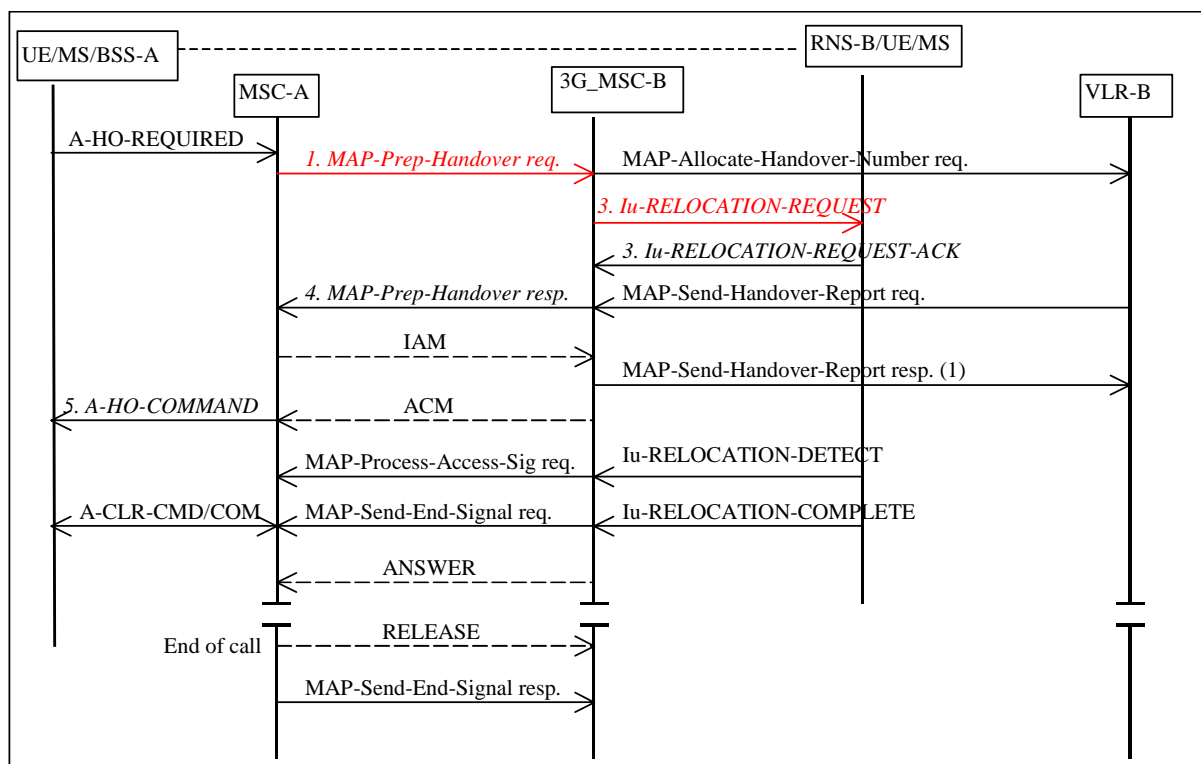 UE/MS/BSS-A
RNS-B/UE/MS
MSC-A
3G_MSC-B
VLR-B
A-HO-REQUIRED
1. MAP-Prep-Handover req.
MAP-Allocate-Handover-Number req.
3. Iu-RELOCATION-REQUEST
3. Iu-RELOCATION-REQUEST-ACK
4. MAP-Prep-Handover resp.
MAP-Send-Handover-Report req.
IAM
MAP-Send-Handover-Report resp. (1)
5. A-HO-COMMAND
ACM
MAP-Process-Access-Sig req.
Iu-RELOCATION-DETECT
A-CLR-CMD/COM
MAP-Send-End-Signal req.
Iu-RELOCATION-COMPLETE
ANSWER
End of call
RELEASE
MAP-Send-End-Signal resp.